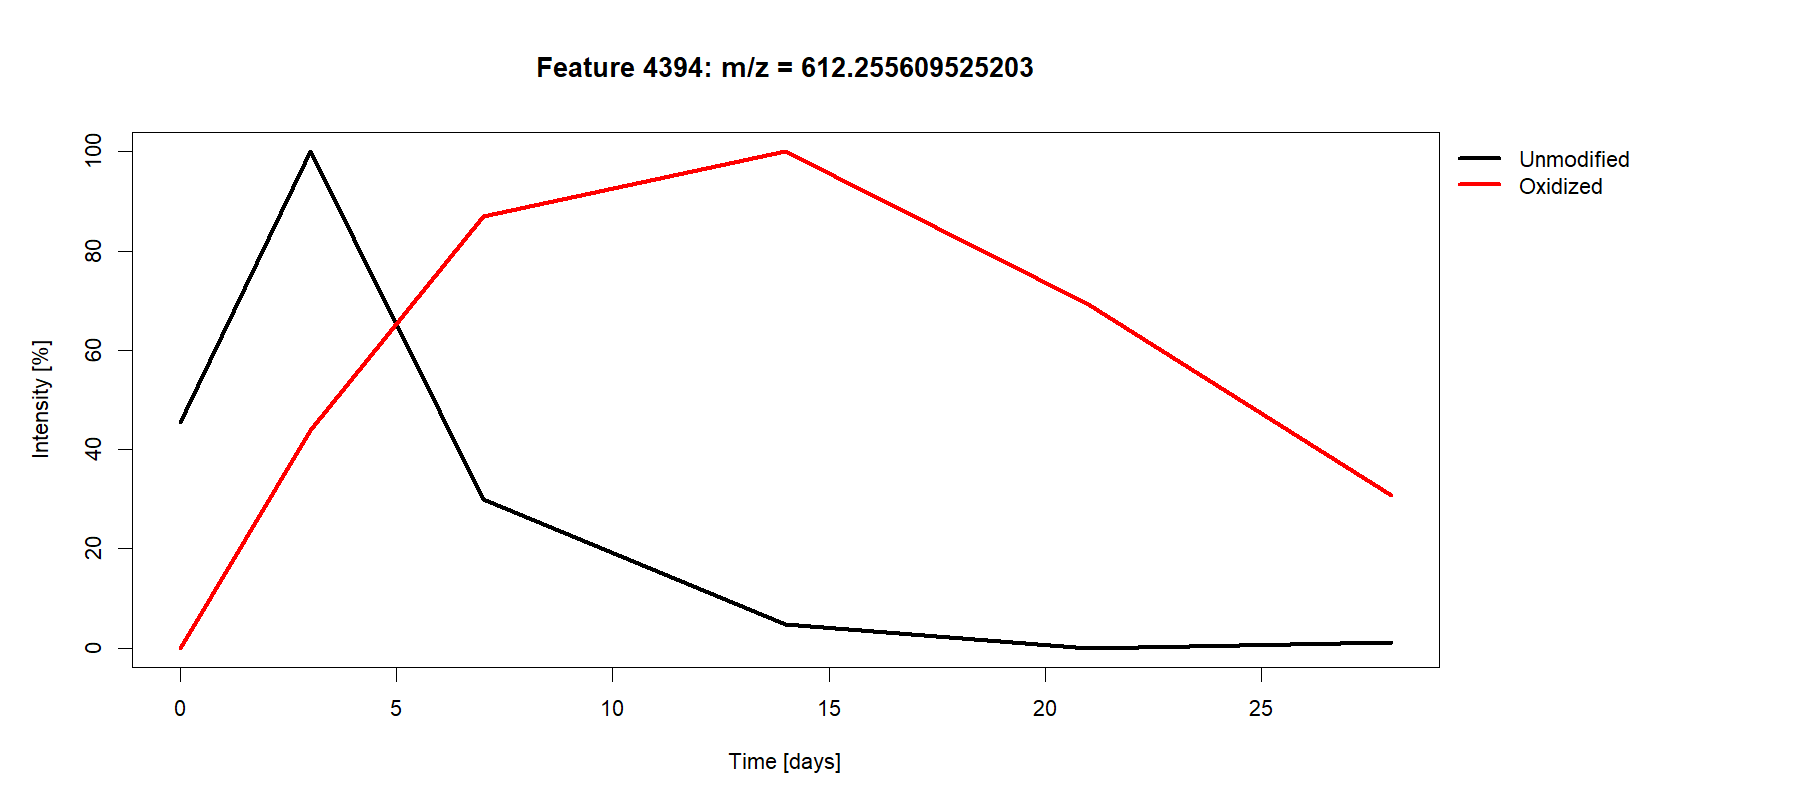 Feature 4394: m/z = 612.255609525203
Unmodified
Oxidized
Intensity [%]
100
80
60
40
20
0
0 5 10 15 20 25
Time [days]